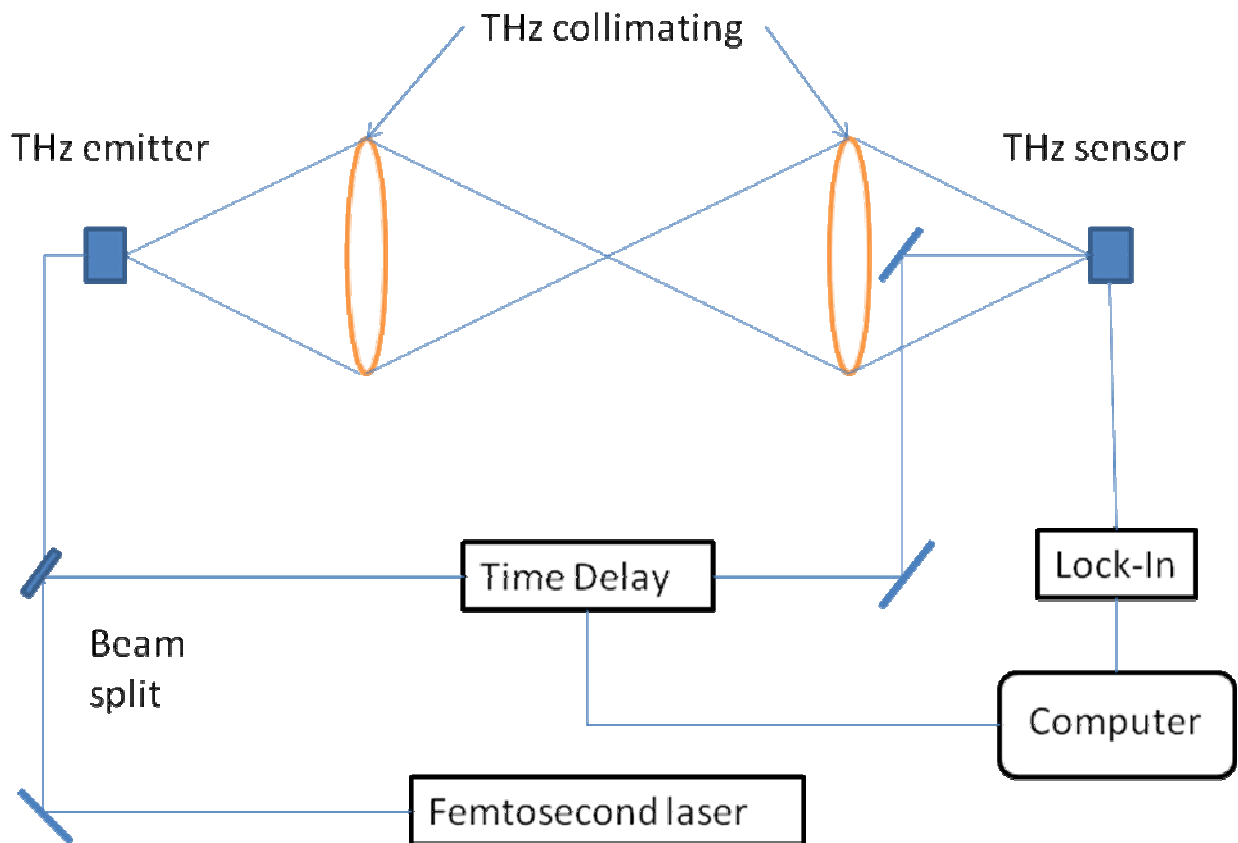 THz collimating
THz emitter
THz sensor
Time Delay
Lock-In
Beam
split
Computer
Femtosecond laser